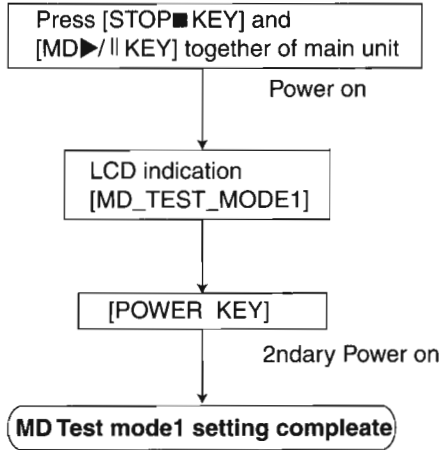 Press [STOP■ KEY] and
[MD▶/ || KEY] together of main unit
Power on
LCD indication
[MD_TEST_MODE1]
[POWER KEY]
2ndary Power on
MD Test mode1 setting compleate